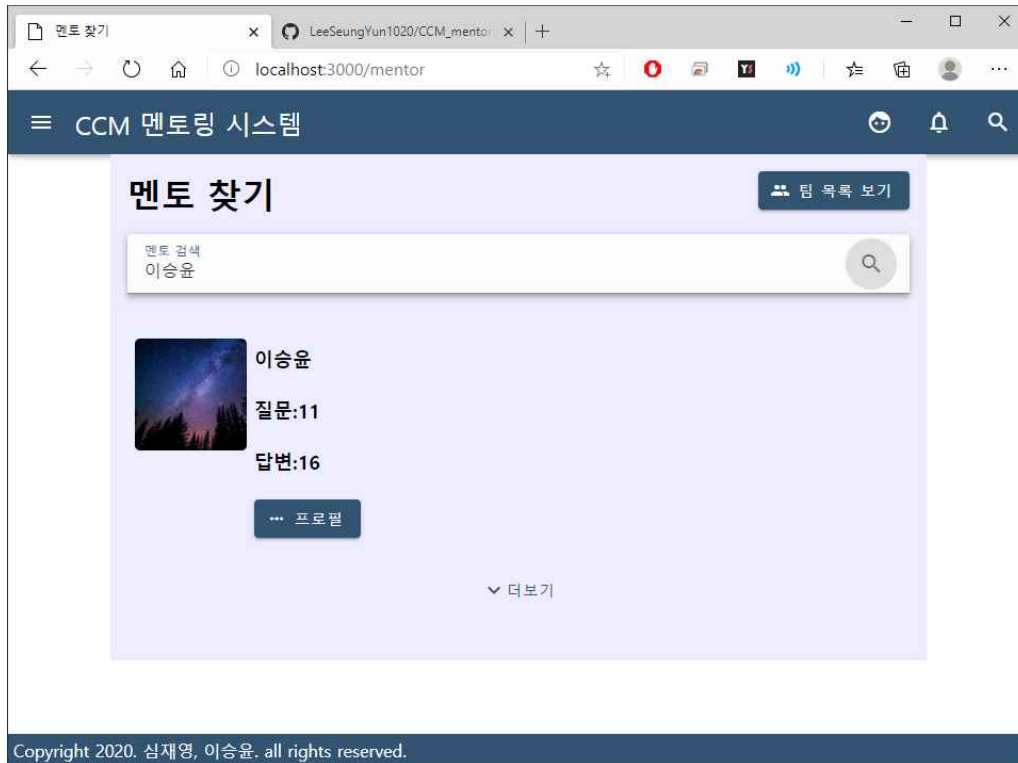 멘토 찾기
LeeSeungYun1020/CCM_mentor
localhost:3000/mentor
CCM 멘토링 시스템
멘토 찾기
팀 목록 보기
멘토 검색
이승윤
이승윤
질문:11
답변:16
프로필
더보기
Copyright 2020. 심재영, 이승윤. all rights reserved.